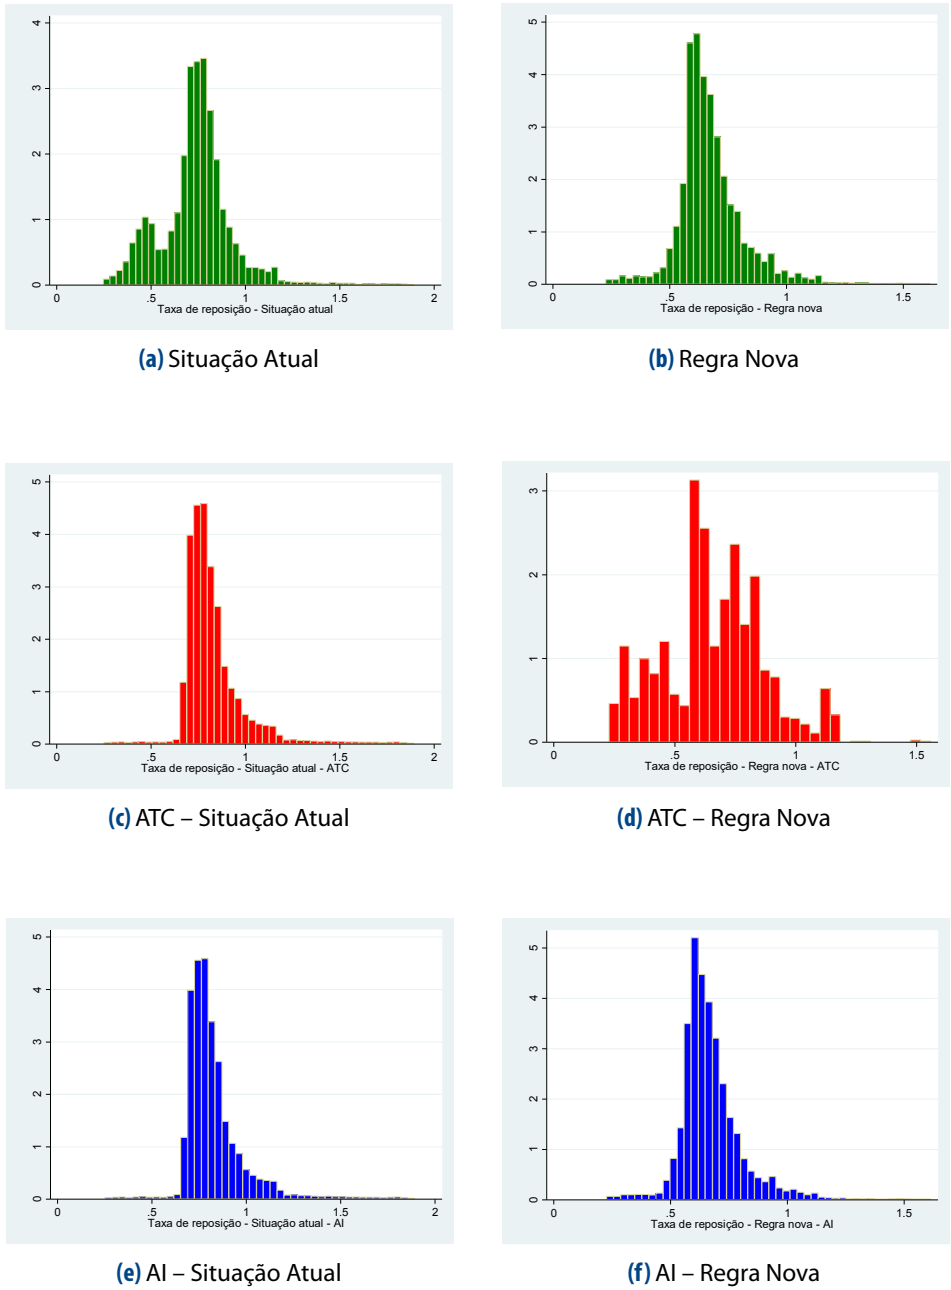 4
3
2
1
0
0 .5 1 1.5 2
Taxa de reposição - Situação atual
(a) Situação Atual
5
4
3
2
1
0
0 .5 1 1.5
Taxa de reposição - Regra nova
(b) Regra Nova
5
4
3
2
1
0
0 .5 1 1.5 2
Taxa de reposição - Situação atual - ATC
(c) ATC – Situação Atual
3
2
1
0
0 .5 1 1.5
Taxa de reposição - Regra nova - ATC
(d) ATC – Regra Nova
5
4
3
2
1
0
0 .5 1 1.5 2
Taxa de reposição - Situação atual - AI
(e) AI – Situação Atual
5
4
3
2
1
0
0 .5 1 1.5
Taxa de reposição - Regra nova - AI
(f) AI – Regra Nova